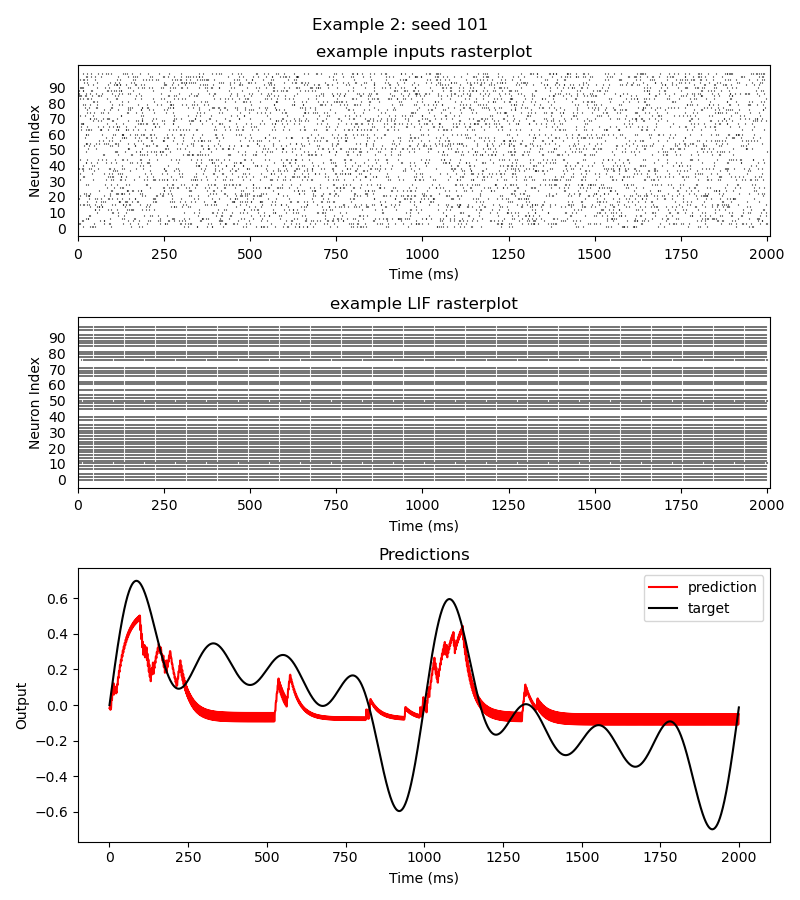 Example 2: seed 101
example inputs rasterplot
Neuron Index
90
80
70
60
50
40
30
20
10
0
0 250 500 750 1000 1250 1500 1750 2000
Time (ms)
example LIF rasterplot
Neuron Index
90
80
70
60
50
40
30
20
10
0
0 250 500 750 1000 1250 1500 1750 2000
Time (ms)
Predictions
prediction
target
Output
0.6
0.4
0.2
0.0
−0.2
−0.4
−0.6
0 250 500 750 1000 1250 1500 1750 2000
Time (ms)